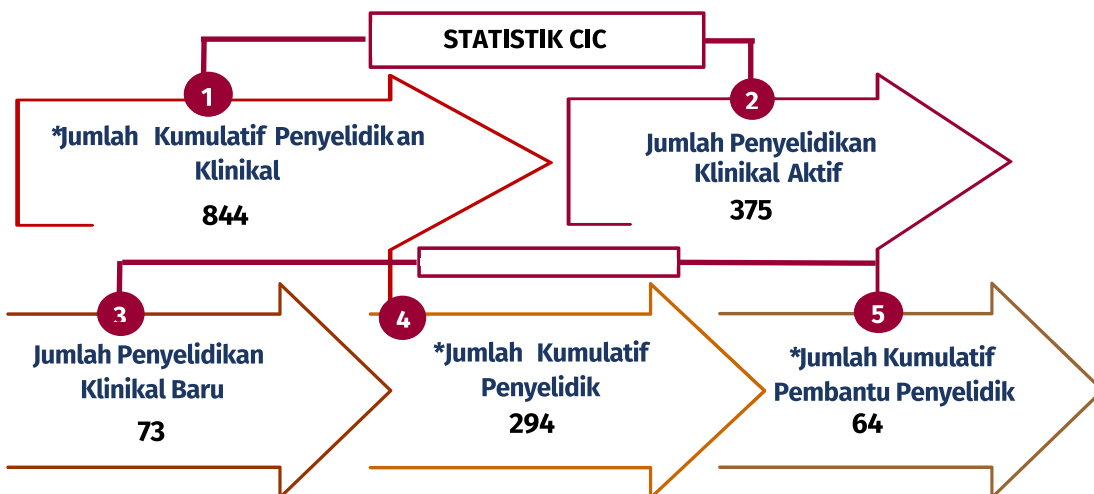 STATISTIK CIC
1
*Jumlah Kumulatif Penyelidikan
Klinikal
844
2
Jumlah Penyelidikan
Klinikal Aktif
375
3
Jumlah Penyelidikan
Klinikal Baru
73
4
*Jumlah Kumulatif
Penyelidik
294
5
*Jumlah Kumulatif
Pembantu Penyelidik
64